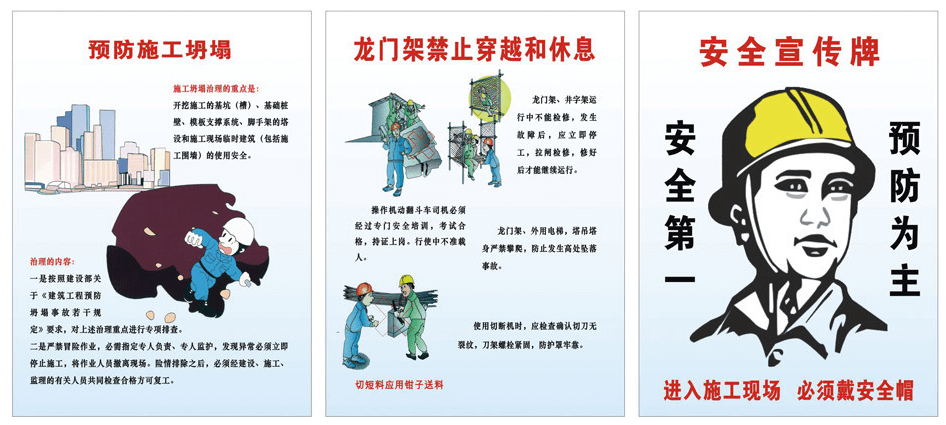 预防施工坍塌
施工坍塌治理的重点是：
开挖施工的基坑（槽）、基础桩
壁、模板支撑系统、脚手架的塔
设和施工现场临时建筑（包括施
工围墙）的使用安全。
治理的内容：
一是按照建设部关
于《建筑工程预防
坍塌事故若干规
定》要求，对上述治理重点进行专项排查。
二是严禁冒险作业，必需指定专人负责、专人监护，发现异常必须立即
停止施工，将作业人员撤离现场。险情排除之后，必须经建设、施工、
监理的有关人员共同检查合格方可复工。
龙门架禁止穿越和休息
龙门架、井字架运
行中不能检修，发生
故障后，应立即停
工，拉闸检修，修好
后才能继续运行。
操作机动翻斗车司机必须
经过专门安全培训，考试合
格，持证上岗。行使中不准载
人。
龙门架、外用电梯，塔吊塔
身严禁攀爬，防止发生高处坠落
事故。
使用切断机时，应检查确认切刀无
裂纹，刀架螺栓紧固，防护罩牢靠。
切短料应用钳子送料
安全宣传牌
安全第一
预防为主
进入施工现场 必须戴安全帽